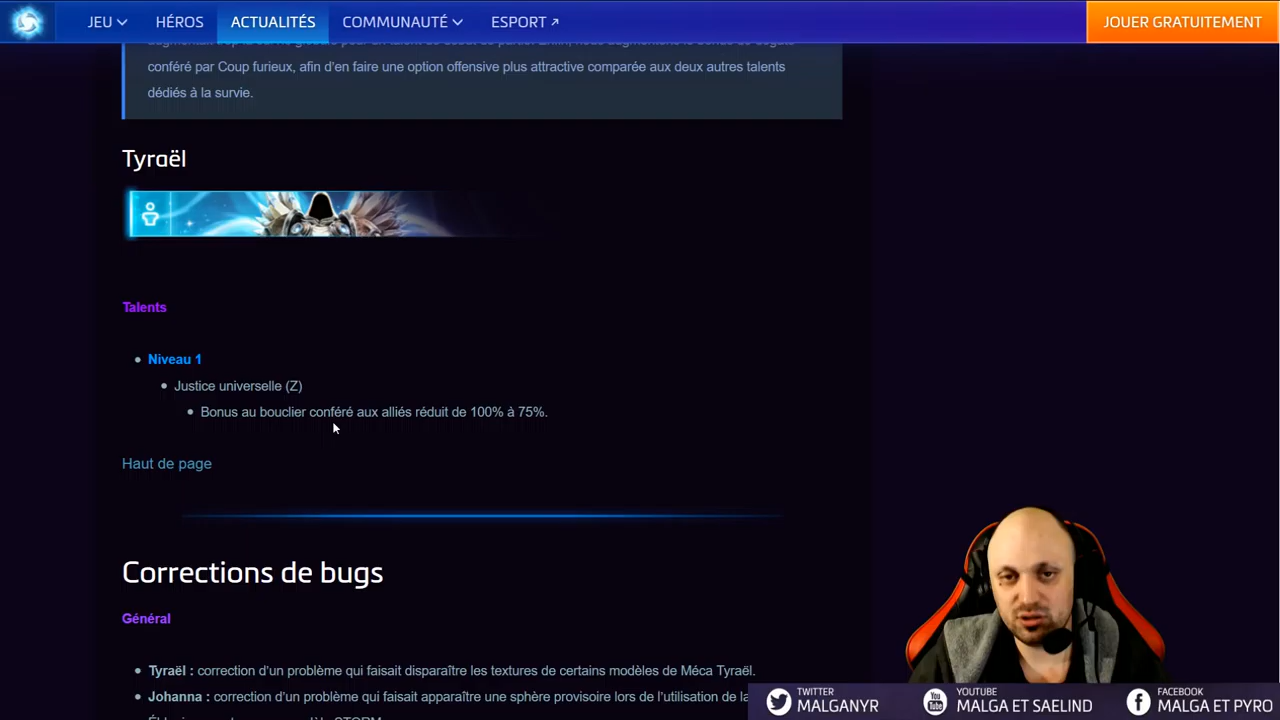 JEU HÉROS ACTUALITÉS COMMUNAUTÉ ESPORT JOUER GRATUITEMENT
conféré par Coup furieux, afin d'en faire une option offensive plus attractive comparée aux deux autres talents
dédiés à la survie.
Tyraël
Talents
• Niveau 1
• Justice universelle (Z)
• Bonus au bouclier conféré aux alliés réduit de 100% à 75%.
Haut de page
Corrections de bugs
Général
• Tyraël : correction d'un problème qui faisait disparaître les textures de certains modèles de Méca Tyraël.
• Johanna : correction d'un problème qui faisait apparaître une sphère provisoire lors de l'utilisation de la
TWITTER
MALGANYR
YOUTUBE
MALGA ET SAELIND
FACEBOOK
MALGA ET PYRO